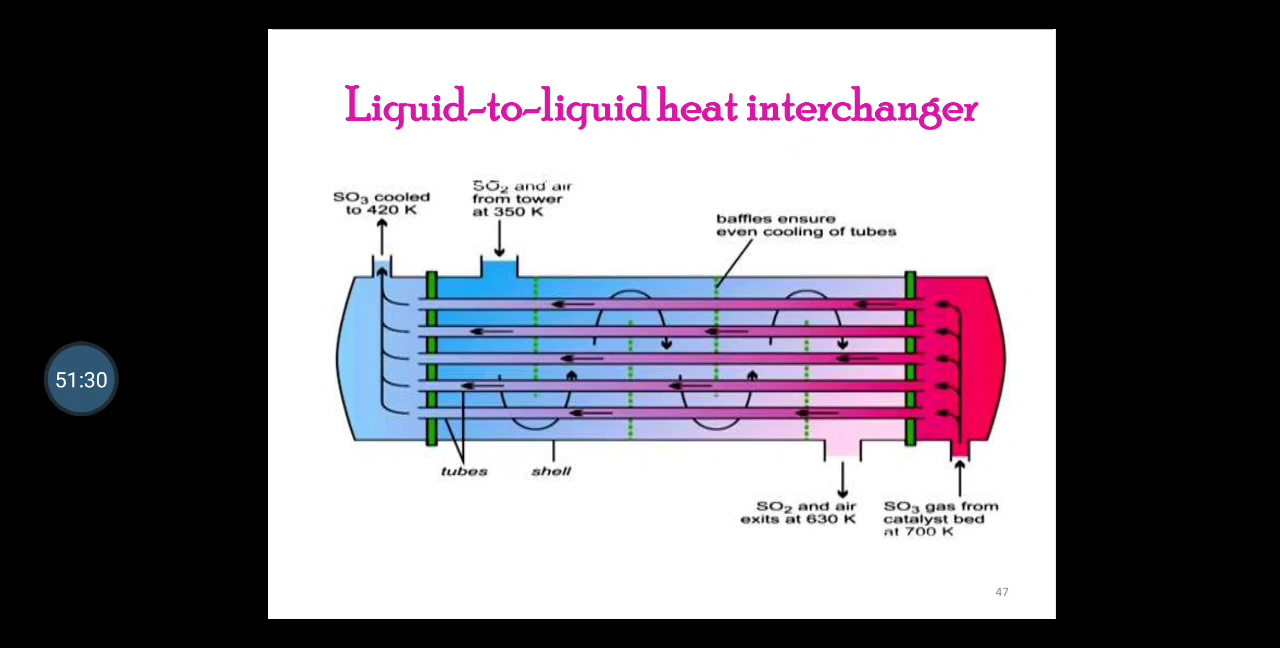 Liquid-to-liquid heat interchanger
SO₃ cooled
to 420 K
SO₂ and air
from tower
at 350 K
baffles ensure
even cooling of tubes
51:30
tubes
shell
SO₂ and air
exits at 630 K
SO₃ gas from
catalyst bed
at 700 K
47